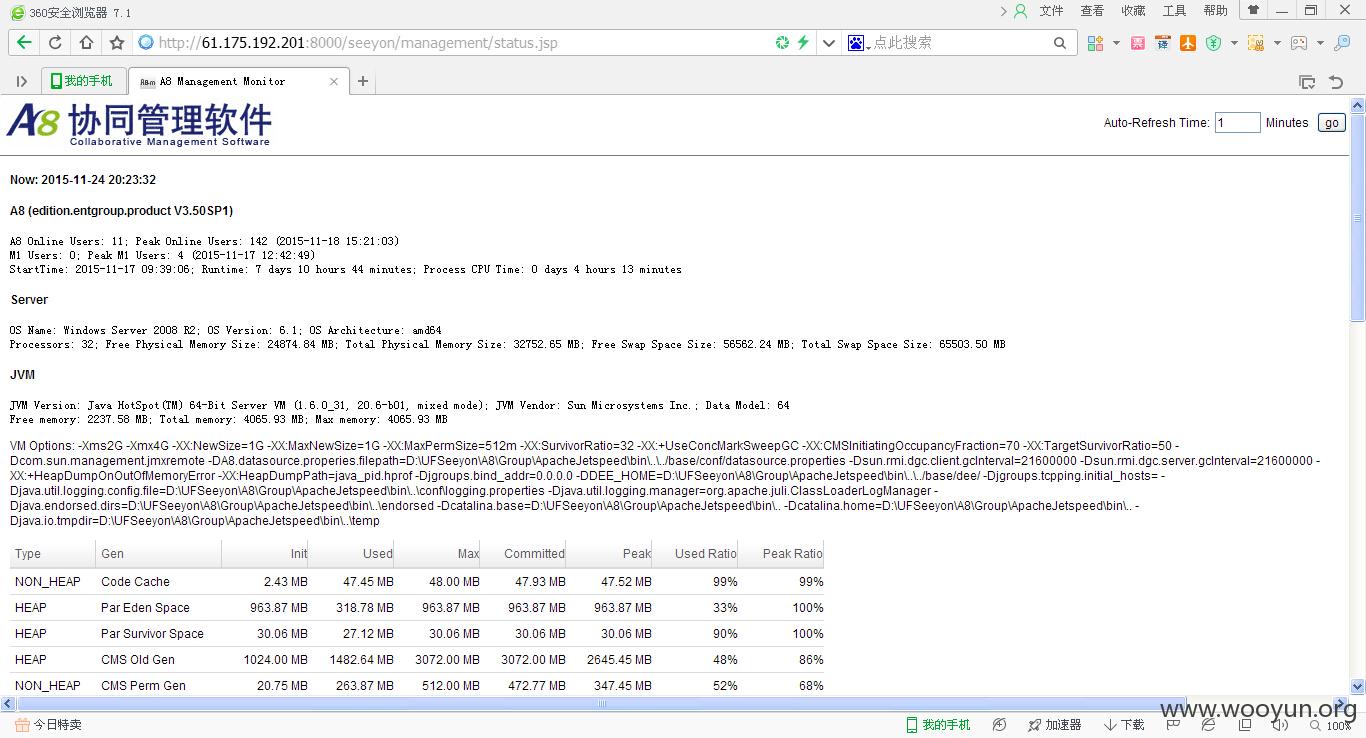 360安全浏览器 7.1
文件 查看 收藏 工具 帮助
http://61.175.192.201:8000/seeyon/management/status.jsp
点此搜索
我的手机
A8m A8 Management Monitor
A8 协同管理软件
Collaborative Management Software
Auto-Refresh Time: 1 Minutes go
Now: 2015-11-24 20:23:32
A8 (edition.entgroup.product V3.50SP1)
A8 Online Users: 11; Peak Online Users: 142 (2015-11-18 15:21:03)
M1 Users: 0; Peak M1 Users: 4 (2015-11-17 12:42:49)
StartTime: 2015-11-17 09:39:06; Runtime: 7 days 10 hours 44 minutes; Process CPU Time: 0 days 4 hours 13 minutes
Server
OS Name: Windows Server 2008 R2; OS Version: 6.1; OS Architecture: amd64
Processors: 32; Free Physical Memory Size: 24874.84 MB; Total Physical Memory Size: 32752.65 MB; Free Swap Space Size: 56562.24 MB; Total Swap Space Size: 65503.50 MB
JVM
JVM Version: Java HotSpot(TM) 64-Bit Server VM (1.6.0_31, 20.6-b01, mixed mode); JVM Vendor: Sun Microsystems Inc.; Data Model: 64
Free memory: 2237.58 MB; Total memory: 4065.93 MB; Max memory: 4065.93 MB
VM Options: -Xms2G -Xmx4G -XX:NewSize=1G -XX:MaxNewSize=1G -XX:MaxPermSize=512m -XX:SurvivorRatio=32 -XX:+UseConcMarkSweepGC -XX:CMSInitiatingOccupancyFraction=70 -XX:TargetSurvivorRatio=50 -
Dcom.sun.management.jmxremote -DA8.datasource.properies.filepath=D:\UFSeeyon\A8\Group\ApacheJetspeed\bin\..\../base/conf/datasource.properties -Dsun.rmi.dgc.client.gcInterval=21600000 -Dsun.rmi.dgc.server.gcInterval=21600000 -
XX:+HeapDumpOnOutOfMemoryError -XX:HeapDumpPath=java_pid.hprof -Djgroups.bind_addr=0.0.0.0 -DDEE_HOME=D:\UFSeeyon\A8\Group\ApacheJetspeed\bin\..\../base/dee/ -Djgroups.tcpping.initial_hosts= -
Djava.util.logging.config.file=D:\UFSeeyon\A8\Group\ApacheJetspeed\bin\..\conf\logging.properties -Djava.util.logging.manager=org.apache.juli.ClassLoaderLogManager -
Djava.endorsed.dirs=D:\UFSeeyon\A8\Group\ApacheJetspeed\bin\..\endorsed -Dcatalina.base=D:\UFSeeyon\A8\Group\ApacheJetspeed\bin\.. -Dcatalina.home=D:\UFSeeyon\A8\Group\ApacheJetspeed\bin\.. -
Djava.io.tmpdir=D:\UFSeeyon\A8\Group\ApacheJetspeed\bin\..\temp
Type Gen Init Used Max Committed Peak Used Ratio Peak Ratio
NON_HEAP Code Cache 2.43 MB 47.45 MB 48.00 MB 47.93 MB 47.52 MB 99% 99%
HEAP Par Eden Space 963.87 MB 318.78 MB 963.87 MB 963.87 MB 963.87 MB 33% 100%
HEAP Par Survivor Space 30.06 MB 27.12 MB 30.06 MB 30.06 MB 30.06 MB 90% 100%
HEAP CMS Old Gen 1024.00 MB 1482.64 MB 3072.00 MB 3072.00 MB 2645.45 MB 48% 86%
NON_HEAP CMS Perm Gen 20.75 MB 263.87 MB 512.00 MB 472.77 MB 347.45 MB 52% 68%
www.wooyun.org
今日特卖 我的手机 加速器 下载 100%